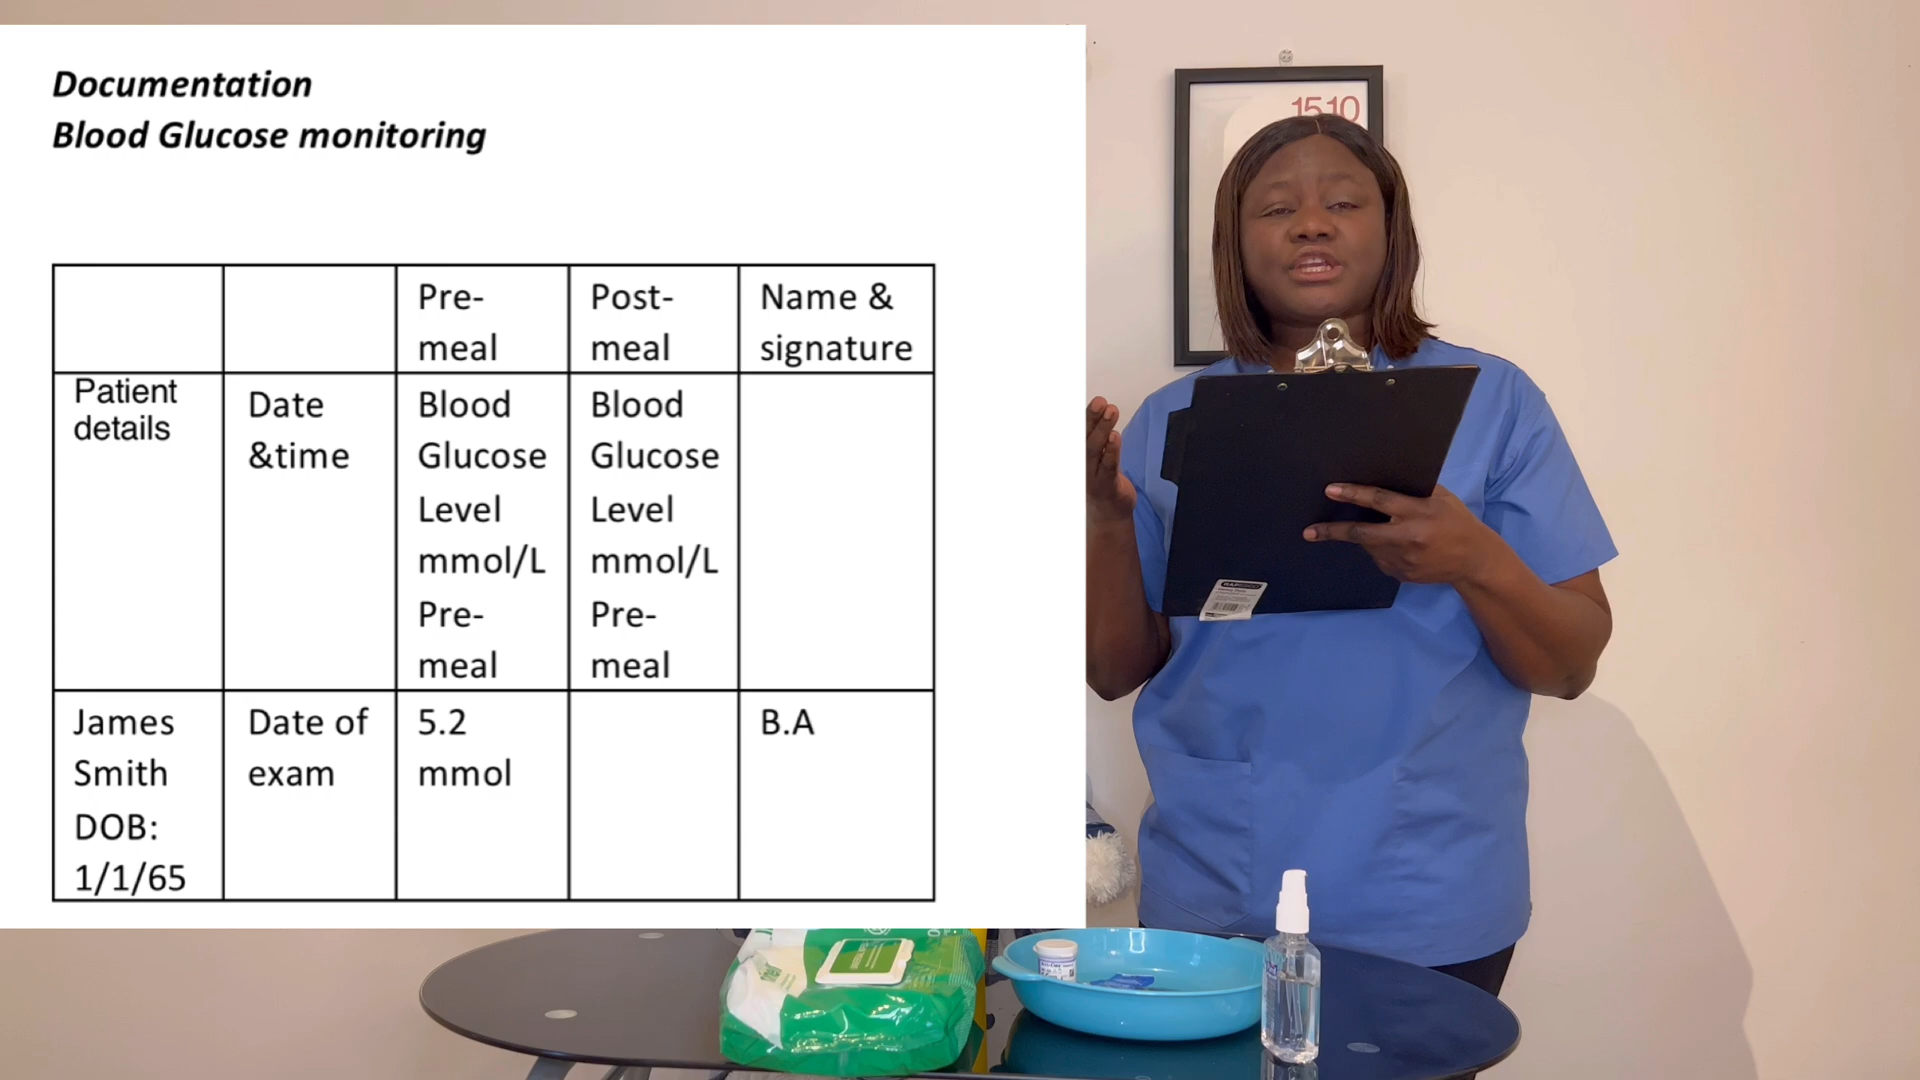 Documentation
Blood Glucose monitoring
Pre-
meal
Post-
meal
Name &
signature
Patient
details
Date
&time
Blood
Glucose
Level
mmol/L
Pre-
meal
Blood
Glucose
Level
mmol/L
Pre-
meal
James
Smith
DOB:
1/1/65
Date of
exam
5.2
mmol
B.A
1510